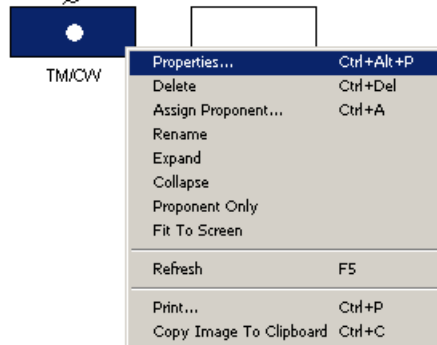 TM/CW
Properties... Ctrl+Alt+P
Delete Ctrl+Del
Assign Proponent... Ctrl+A
Rename
Expand
Collapse
Proponent Only
Fit To Screen
Refresh F5
Print... Ctrl+P
Copy Image To Clipboard Ctrl+C